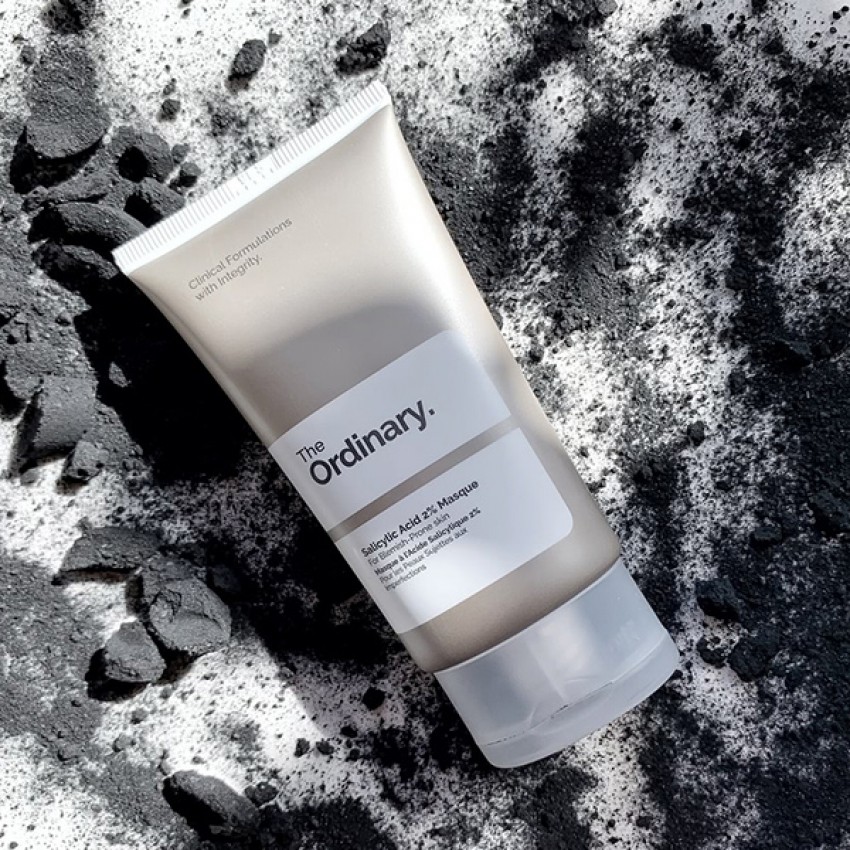 Clinical Formulations
with Integrity.
The
Ordinary.
Salicylic Acid 2% Masque
For Blemish-Prone skin
Masque à l'Acide Salicylique 2%
Pour les Peaux Sujettes aux
Imperfections